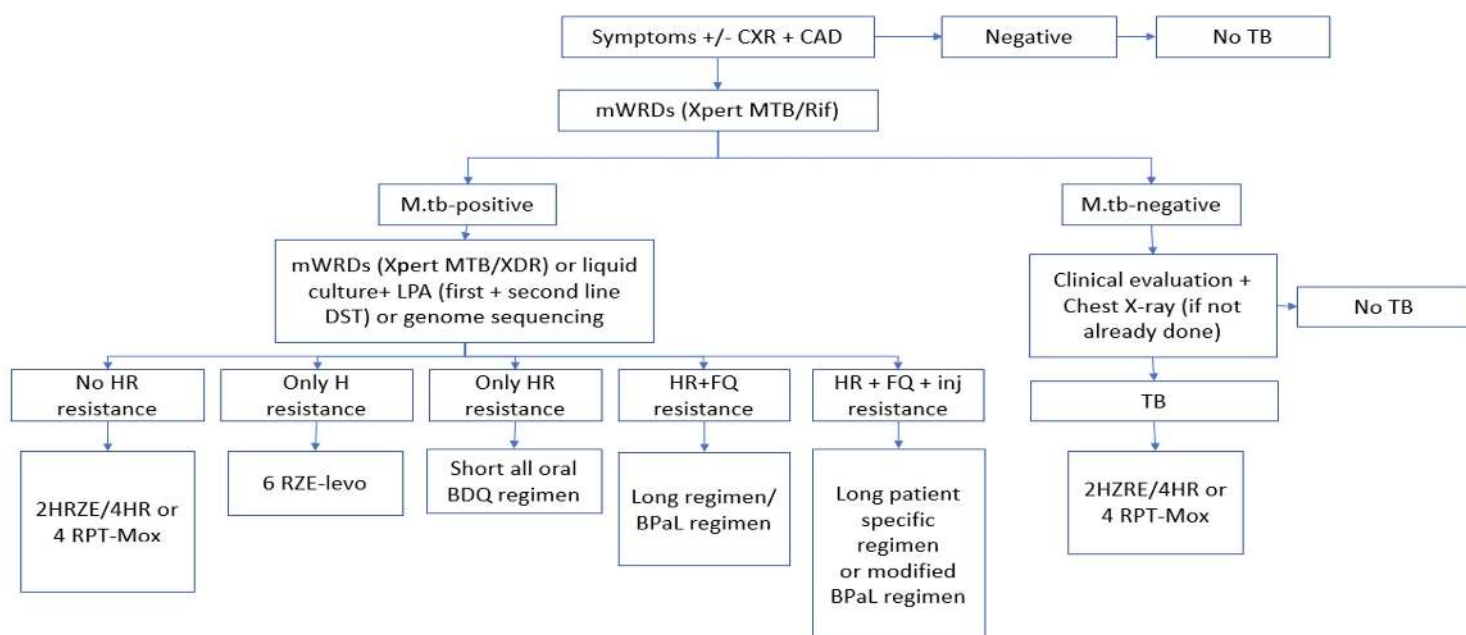 Symptoms +/- CXR + CAD
Negative
No TB
mWRDs (Xpert MTB/Rif)
M.tb-positive
M.tb-negative
mWRDs (Xpert MTB/XDR) or liquid
culture+ LPA (first + second line
DST) or genome sequencing
Clinical evaluation +
Chest X-ray (if not
already done)
No TB
No HR
resistance
Only H
resistance
Only HR
resistance
HR+FQ
resistance
HR + FQ + inj
resistance
TB
2HRZE/4HR or
4 RPT-Mox
6 RZE-levo
Short all oral
BDQ regimen
Long regimen/
BPaL regimen
Long patient
specific
regimen
or modified
BPaL regimen
2HZRE/4HR or
4 RPT-Mox